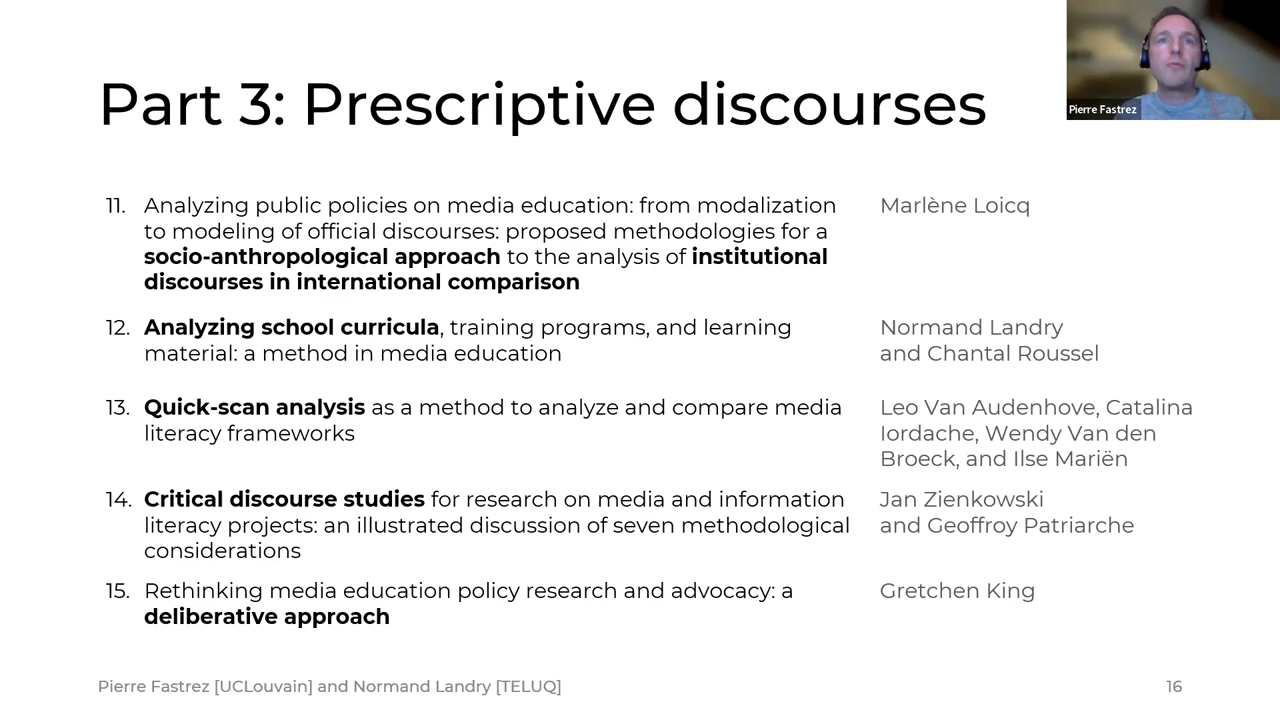 Part 3: Prescriptive discourses
Pierre Fastrez
11. Analyzing public policies on media education: from modalization
to modeling of official discourses: proposed methodologies for a
socio-anthropological approach to the analysis of institutional
discourses in international comparison
Marlène Loicq
12. Analyzing school curricula, training programs, and learning
material: a method in media education
Normand Landry
and Chantal Roussel
13. Quick-scan analysis as a method to analyze and compare media
literacy frameworks
Leo Van Audenhove, Catalina
Iordache, Wendy Van den
Broeck, and Ilse Mariën
14. Critical discourse studies for research on media and information
literacy projects: an illustrated discussion of seven methodological
considerations
Jan Zienkowski
and Geoffroy Patriarche
15. Rethinking media education policy research and advocacy: a
deliberative approach
Gretchen King
Pierre Fastrez [UCLouvain] and Normand Landry [TELUQ]
16